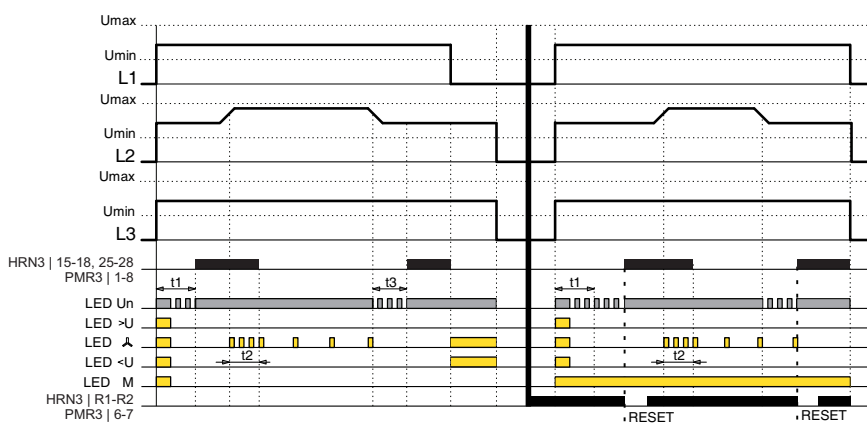 Umax
Umin
L1
Umax
Umin
L2
Umax
Umin
L3
HRN3 | 15-18, 25-28
PMR3 | 1-8
t1 t3 t1
LED Un
LED >U
LED
LED <U
t2 t2
LED M
HRN3 | R1-R2
PMR3 | 6-7
RESET RESET